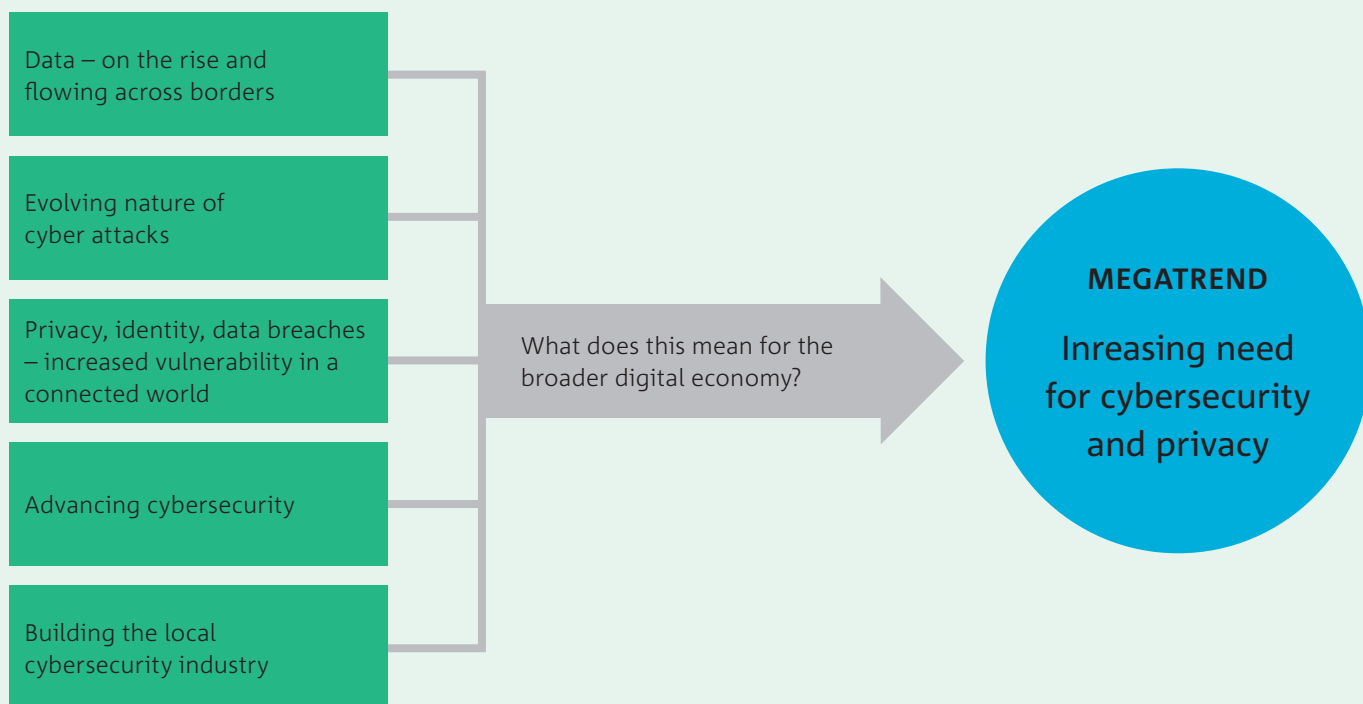 Data – on the rise and
flowing across borders
Evolving nature of
cyber attacks
Privacy, identity, data breaches
– increased vulnerability in a
connected world
Advancing cybersecurity
Building the local
cybersecurity industry
What does this mean for the
broader digital economy?
MEGATREND
Inreasing need
for cybersecurity
and privacy